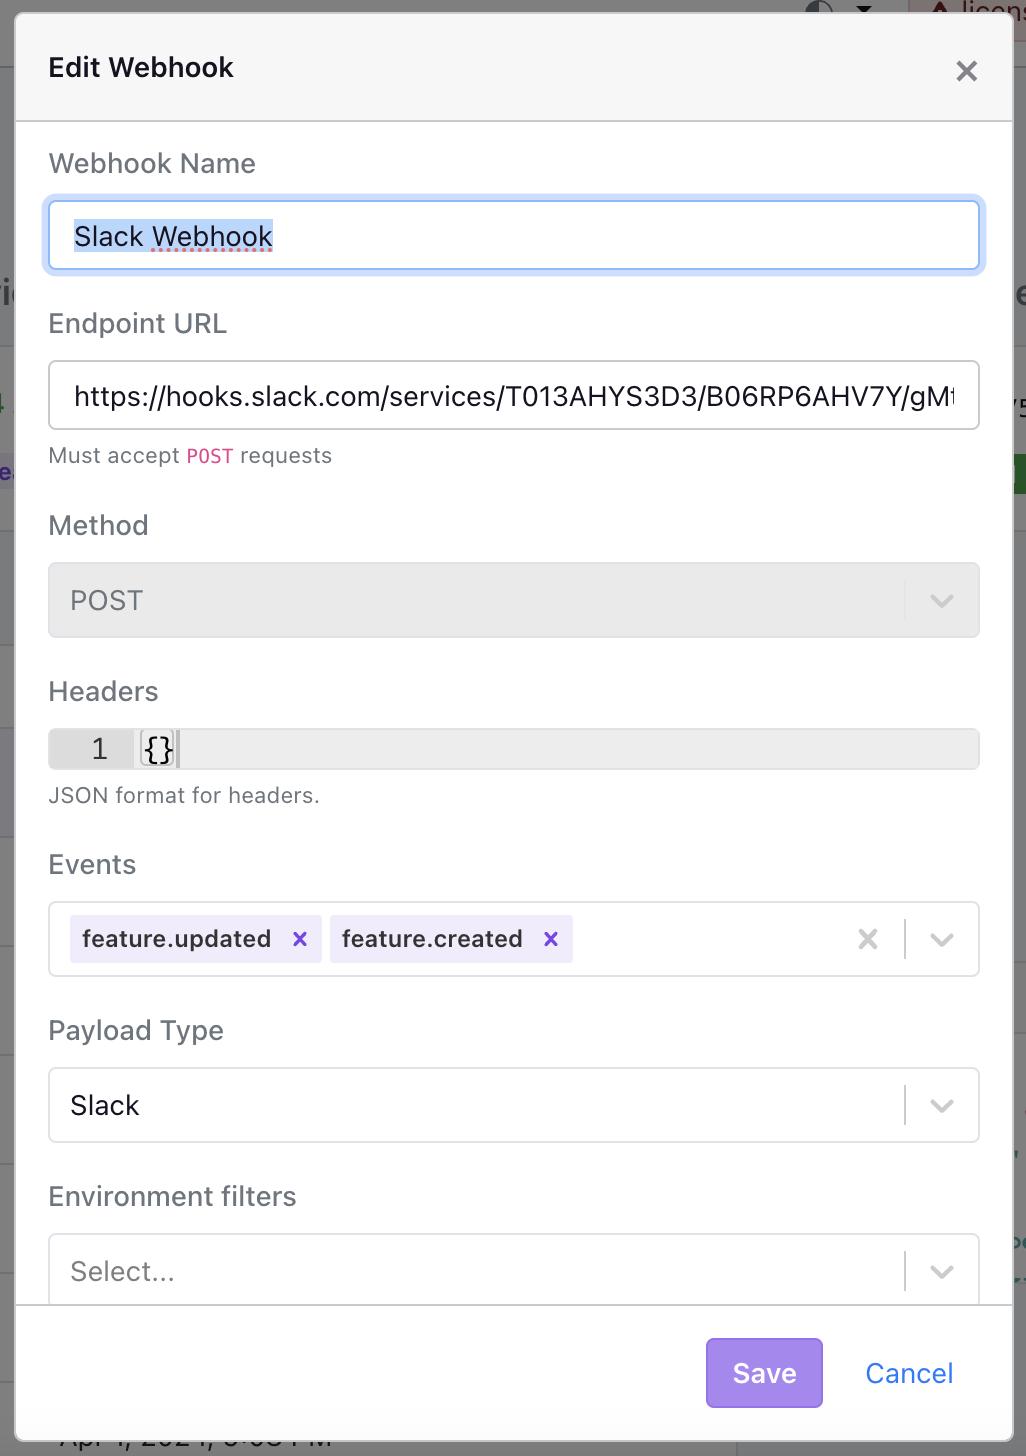 Edit Webhook
Webhook Name
Slack Webhook
Endpoint URL
https://hooks.slack.com/services/T013AHYS3D3/B06RP6AHV7Y/gM
Must accept POST requests
Method
POST
Headers
1 {}
JSON format for headers.
Events
feature.updated × feature.created ×
Payload Type
Slack
Environment filters
Select...
Save Cancel